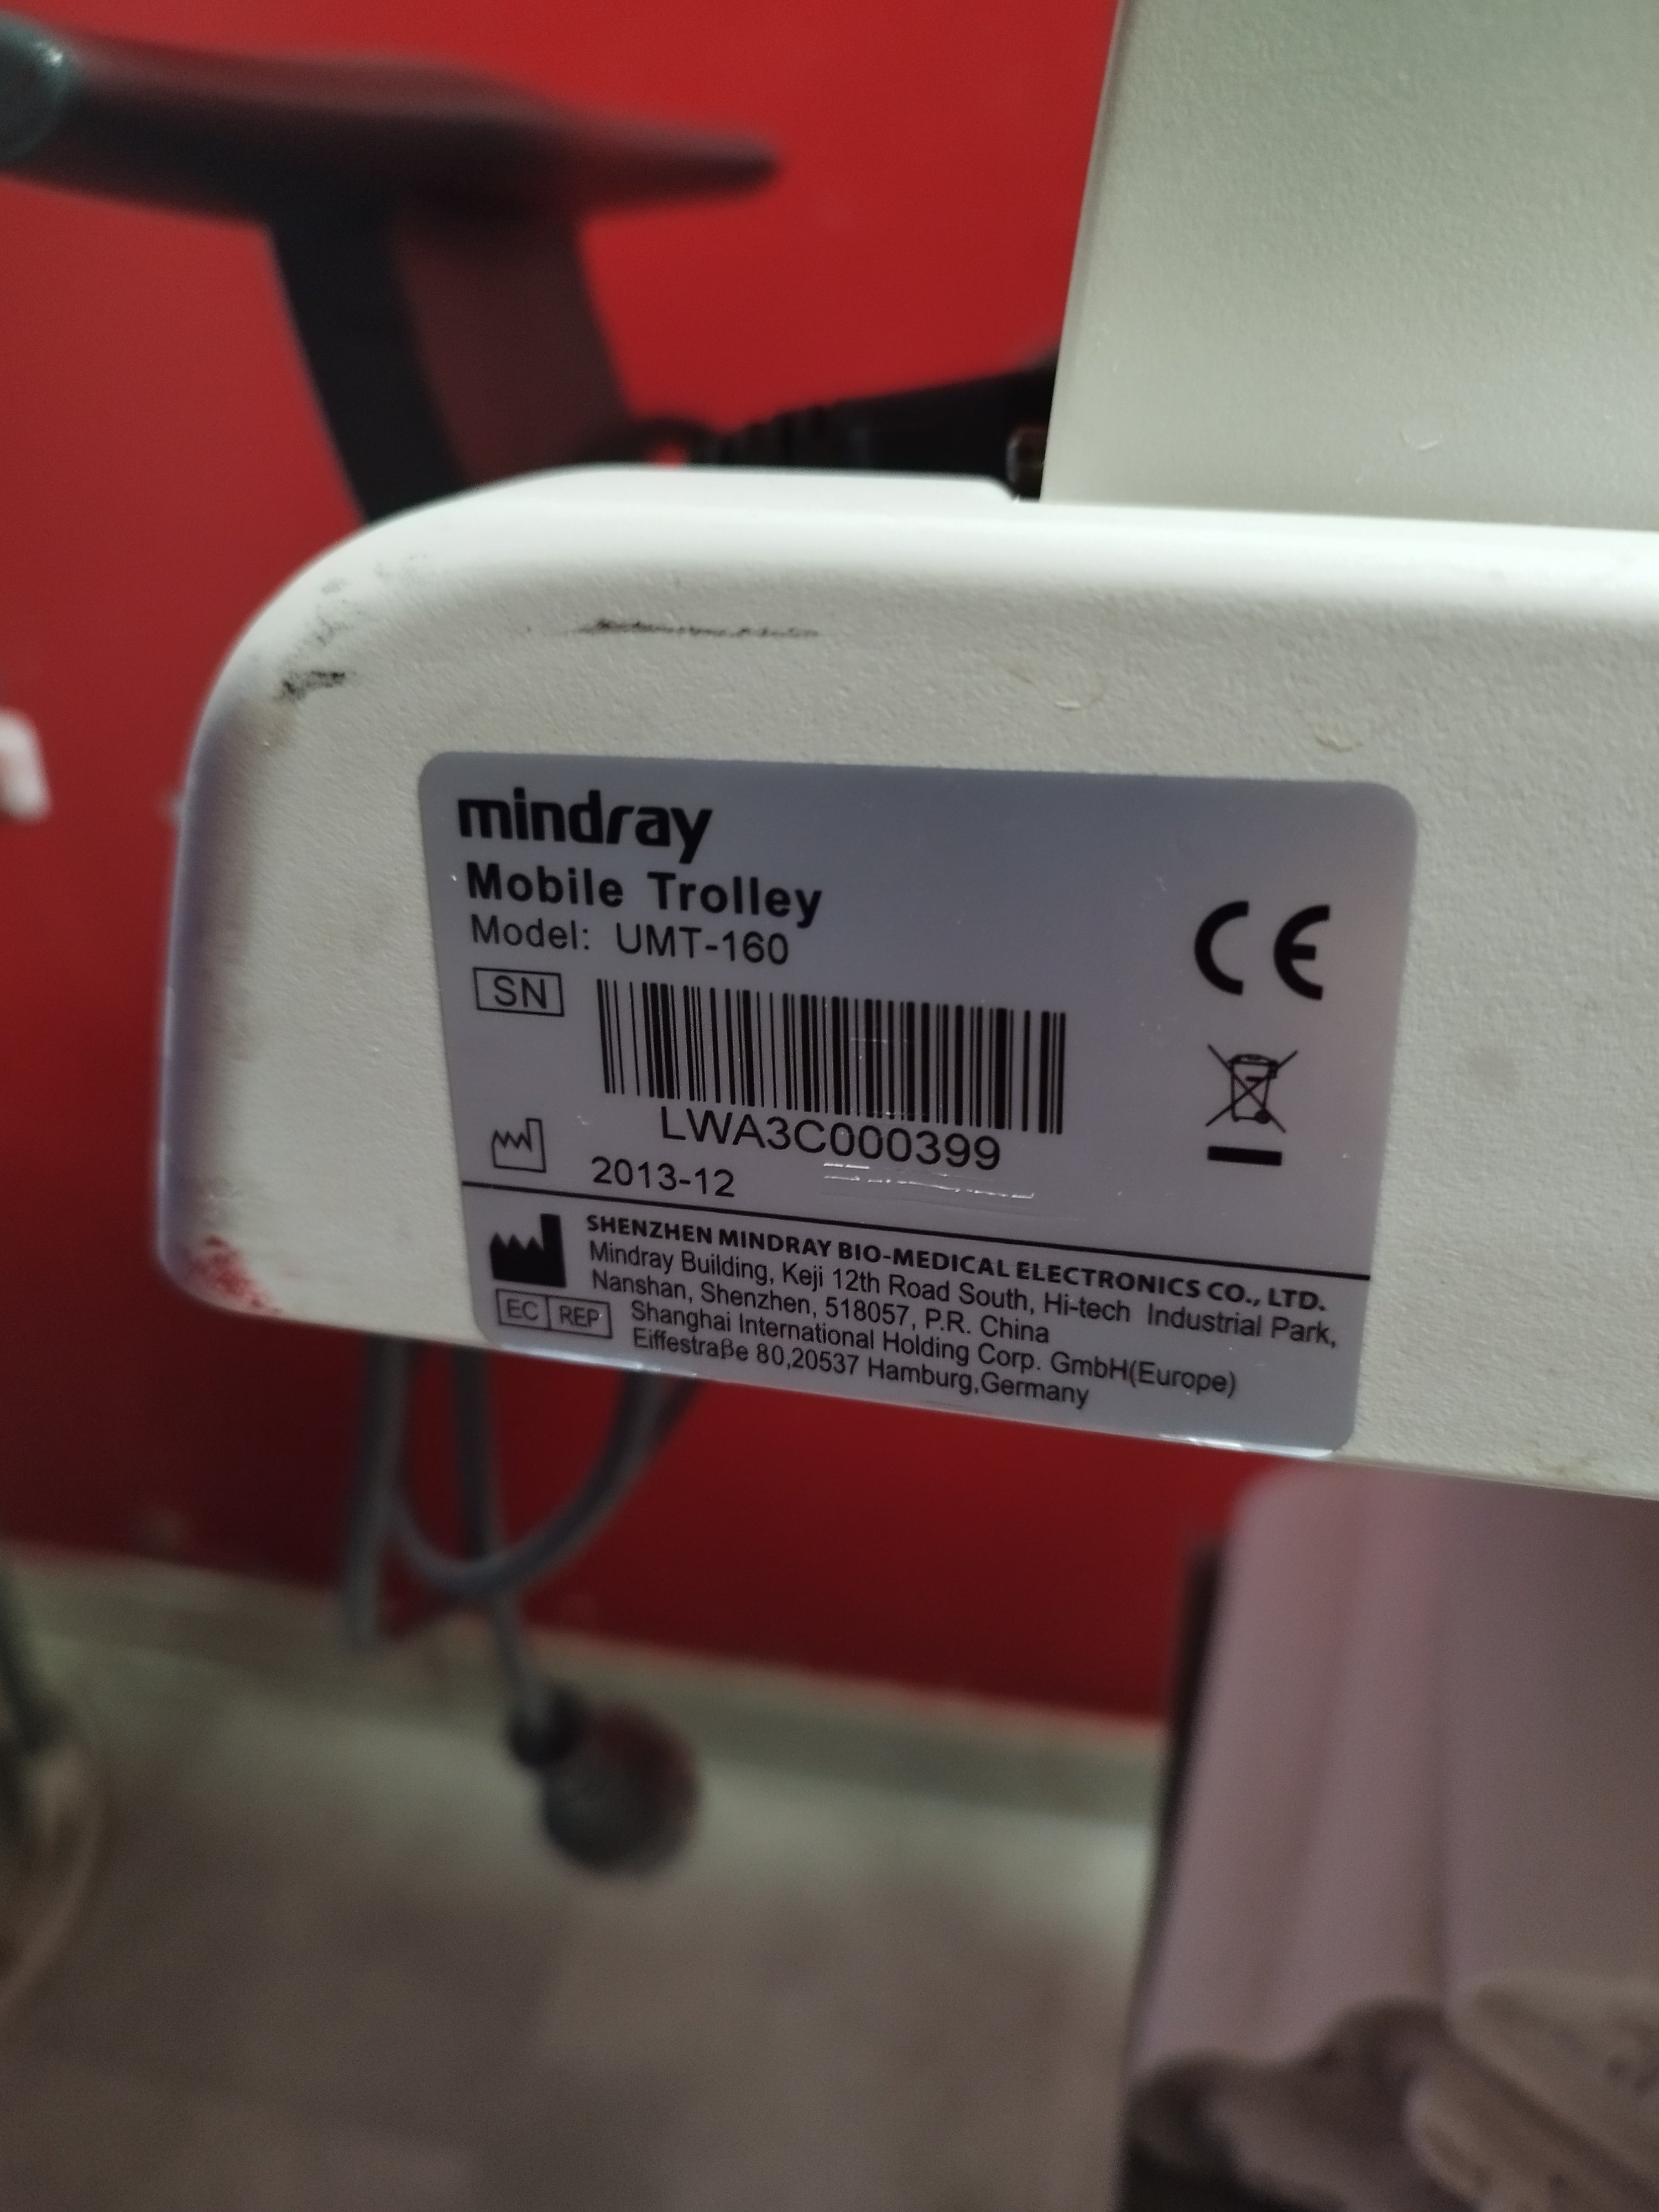 mindray
Mobile Trolley
Model: UMT-160
SN
LWA3C000399
2013-12
SHENZHEN MINDRAY BIO-MEDICAL ELECTRONICS CO., LTD.
Mindray Building, Keji 12th Road South, Hi-tech Industrial Park,
Nanshan, Shenzhen, 518057, P.R. China
EC REP
Shanghai International Holding Corp. GmbH(Europe)
Eiffestraβe 80,20537 Hamburg,Germany
CE